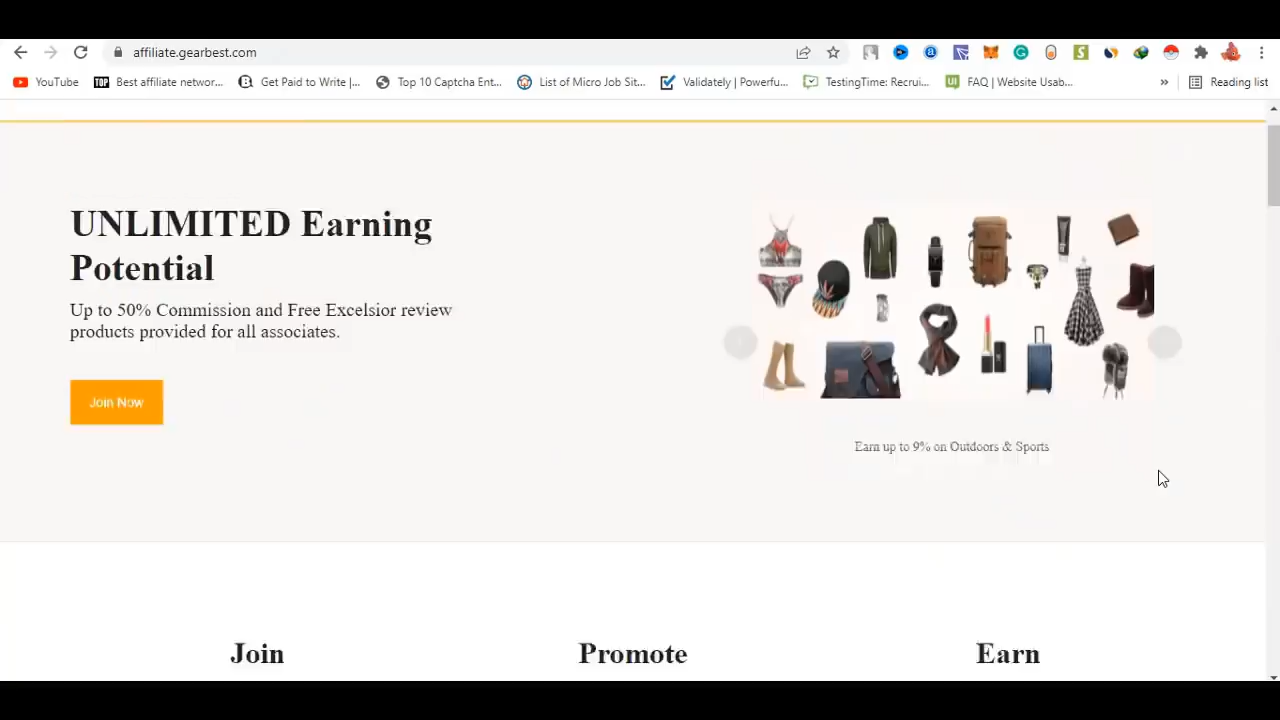 affiliate.gearbest.com
YouTube
TOP
Best affiliate networ...
Get Paid to Write |...
Top 10 Captcha Ent...
List of Micro Job Sit...
Validately | Powerfu...
TestingTime: Recrui...
UI
FAQ | Website Usab...
»
Reading list
UNLIMITED Earning
Potential
Up to 50% Commission and Free Excelsior review
products provided for all associates.
Join Now
Earn up to 9% on Outdoors & Sports
Join
Promote
Earn